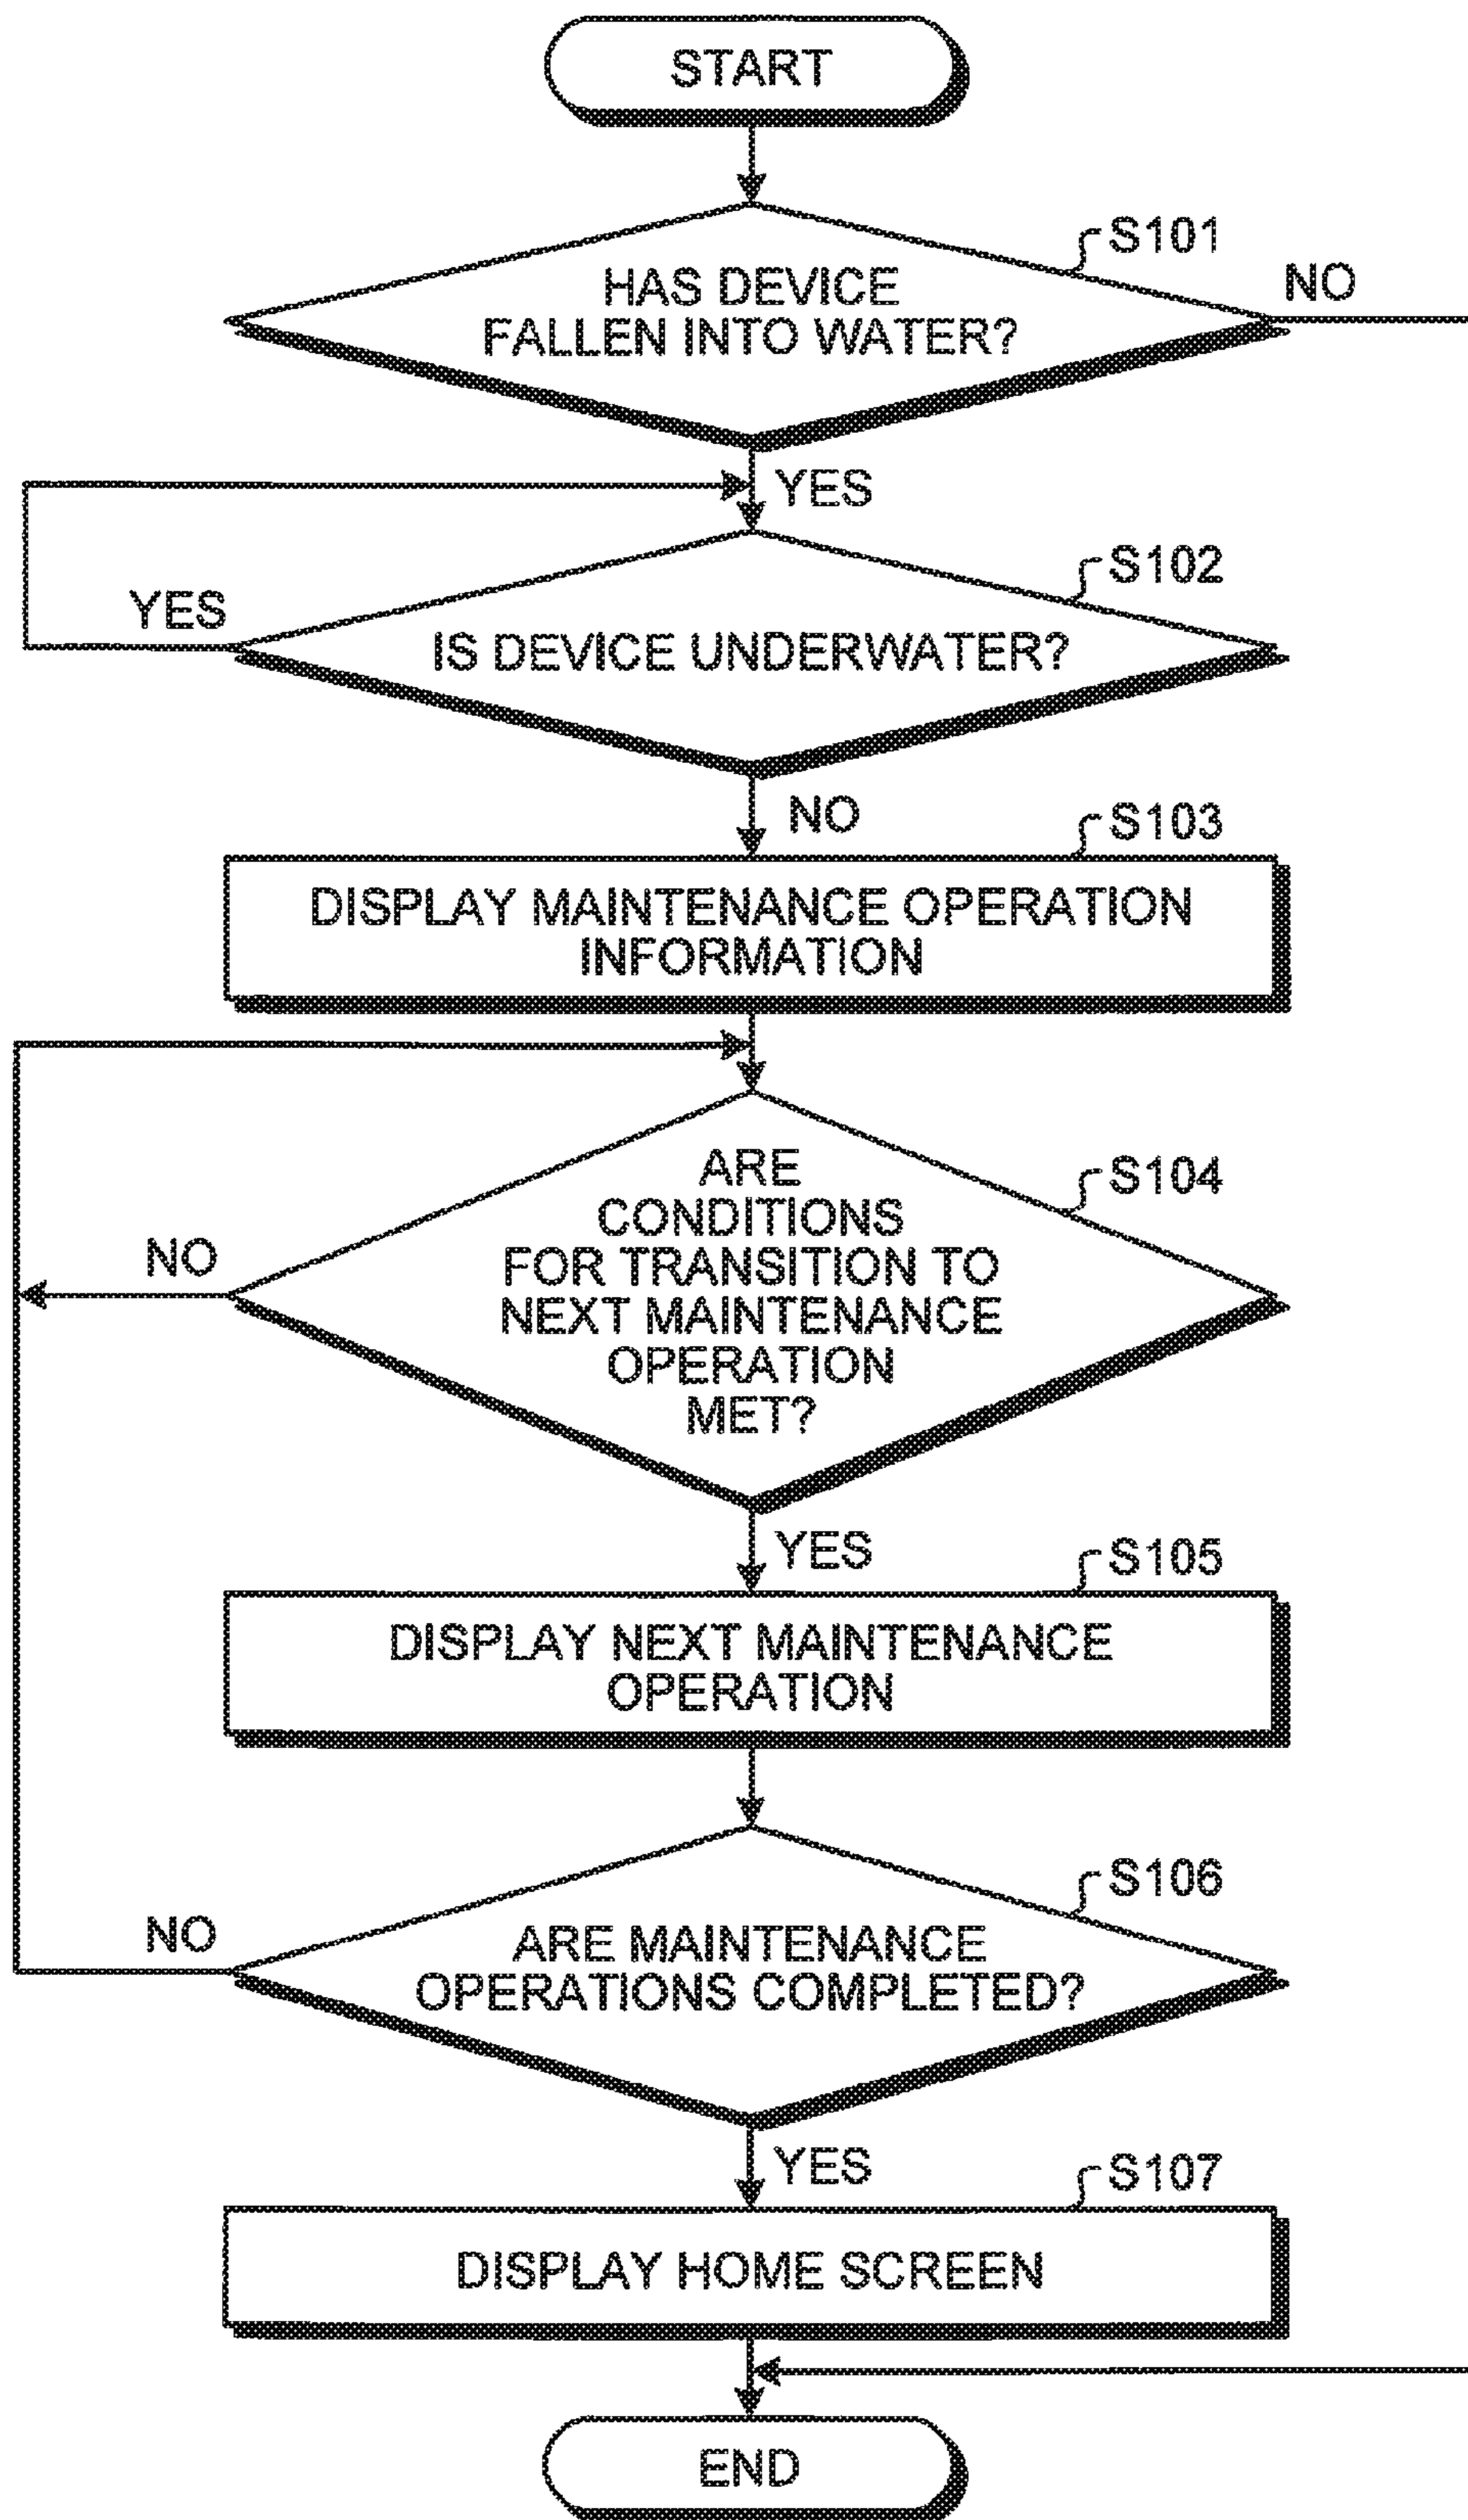 START
S101
HAS DEVICE
FALLEN INTO WATER?
NO
YES
S102
YES
IS DEVICE UNDERWATER?
NO
S103
DISPLAY MAINTENANCE OPERATION
INFORMATION
S104
ARE
CONDITIONS
FOR TRANSITION TO
NEXT MAINTENANCE
OPERATION
MET?
NO
YES
S105
DISPLAY NEXT MAINTENANCE
OPERATION
S106
NO
ARE MAINTENANCE
OPERATIONS COMPLETED?
YES
S107
DISPLAY HOME SCREEN
END